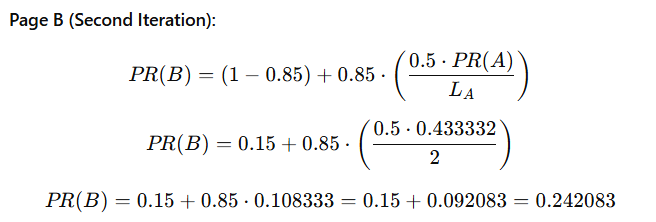 Page B (Second Iteration):
PR(B) = (1 − 0.85) + 0.85 · (0.5 · PR(A) / L_A)
PR(B) = 0.15 + 0.85 · (0.5 · 0.433332 / 2)
PR(B) = 0.15 + 0.85 · 0.108333 = 0.15 + 0.092083 = 0.242083